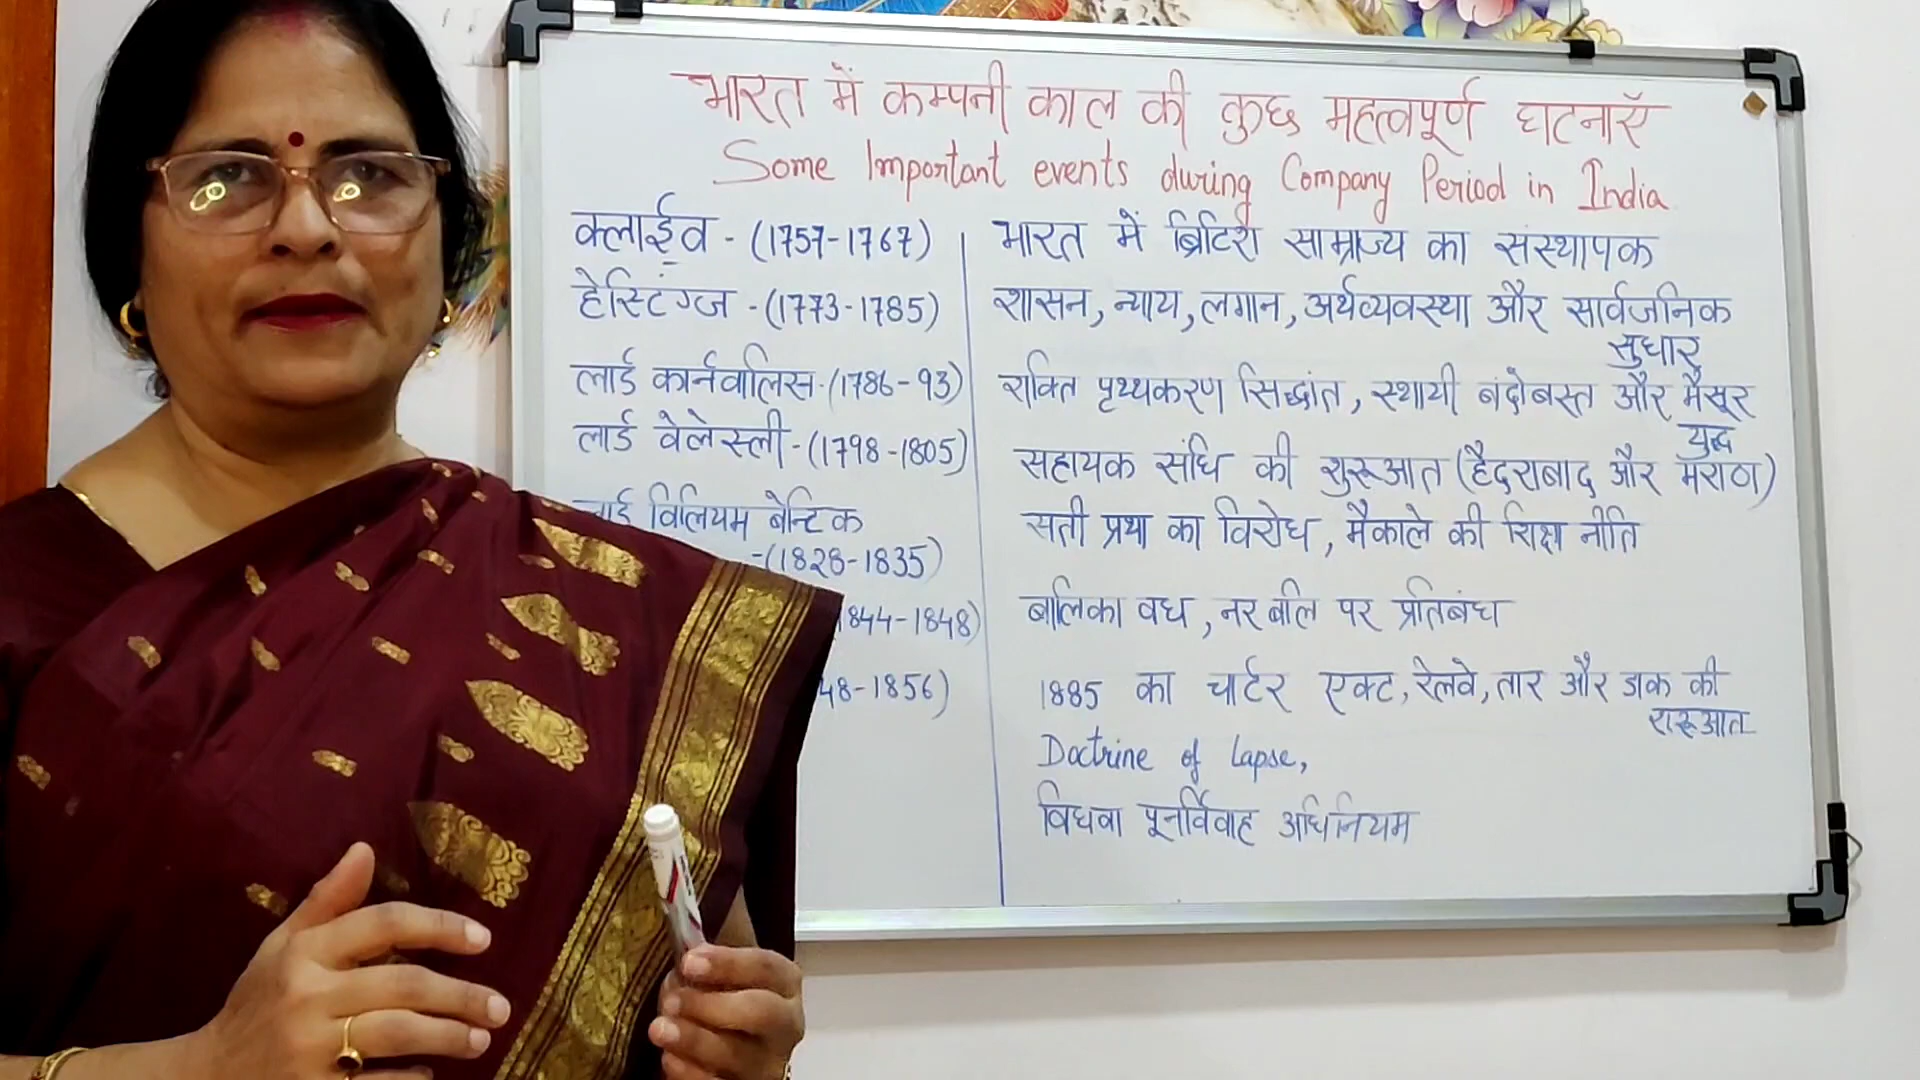 भारत में कम्पनी काल की कुछ महत्वपूर्ण घटनाऍ
Some Important events during Company Period in India
क्लाईव - (1757-1767) भारत में ब्रिटिश साम्राज्य का संस्थापक
हेस्टिंग्ज - (1773-1785) शासन, न्याय, लगान, अर्थव्यवस्था और सार्वजनिक
सुधार
लार्ड कार्नवालिस - (1786-93) शक्ति पृथ्थकरण सिद्धांत, स्थायी बंदोबस्त और मैसूर
युद्ध
लार्ड वेलेस्ली - (1798-1805) सहायक संधि की शुरूआत (हैदराबाद और मराठा)
लार्ड विलियम बेन्टिक सती प्रथा का विरोध, मैकाले की शिक्षा नीति
-(1828-1835)
1844-1848) बालिका वध, नर बलि पर प्रतिबंध
48-1856) 1885 का चार्टर एक्ट, रेलवे, तार और डाक की
शुरूआत
Doctrine of Lapse,
विधवा पूनर्विवाह अधिनियम